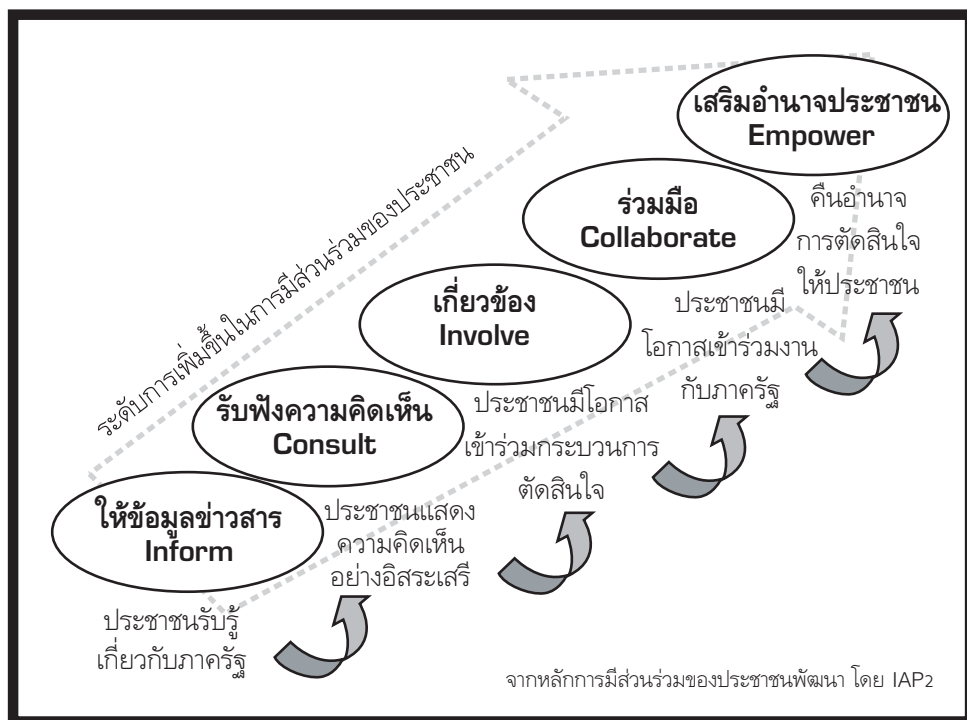 เสริมอำนาจประชาชน
Empower
คืนอำนาจ
การตัดสินใจ
ให้ประชาชน
ร่วมมือ
Collaborate
ประชาชนมี
โอกาสเข้าร่วมงาน
กับภาครัฐ
ระดับการเพิ่มขึ้นในการมีส่วนร่วมของประชาชน
เกี่ยวข้อง
Involve
ประชาชนมีโอกาส
เข้าร่วมกระบวนการ
ตัดสินใจ
รับฟังความคิดเห็น
Consult
ประชาชนแสดง
ความคิดเห็น
อย่างอิสระเสรี
ให้ข้อมูลข่าวสาร
Inform
ประชาชนรับรู้
เกี่ยวกับภาครัฐ
จากหลักการมีส่วนร่วมของประชาชนพัฒนา โดย IAP2